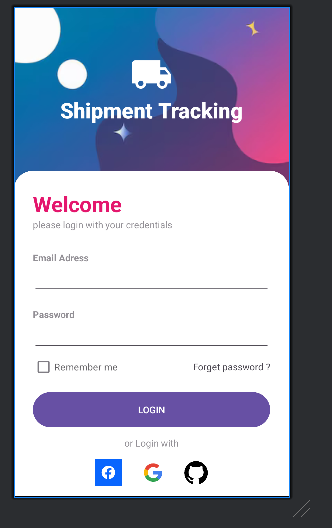 Shipment Tracking
Welcome
please login with your credentials
Email Adress
Password
Remember me
Forget password ?
LOGIN
or Login with